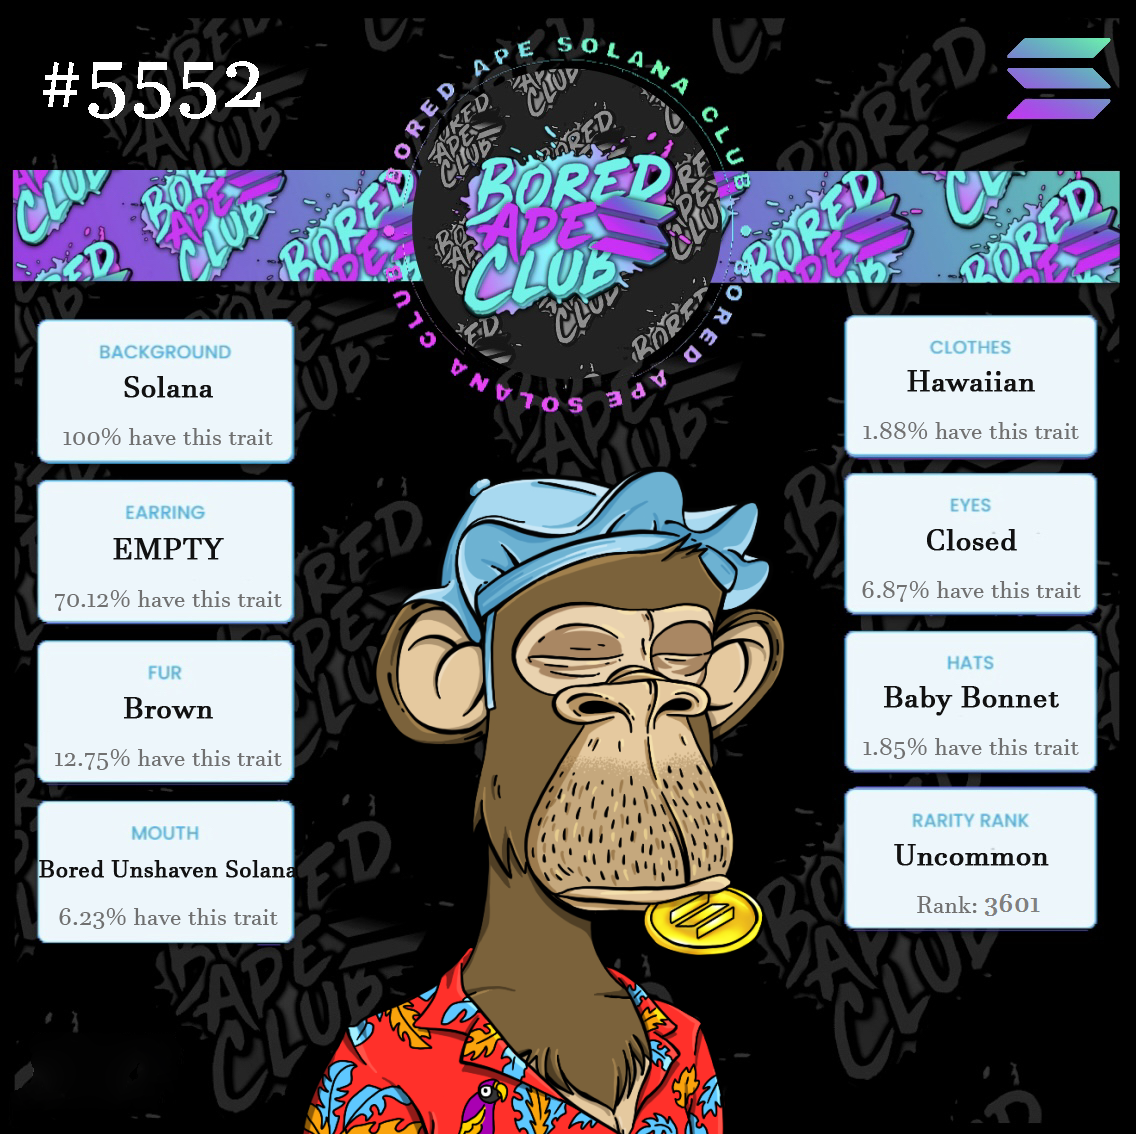 #5552
BORED APE SOLANA CLUB
BORED APE SOLANA CLUB
BORED
APE
CLUB
BACKGROUND
Solana
100% have this trait
EARRING
EMPTY
70.12% have this trait
FUR
Brown
12.75% have this trait
MOUTH
Bored Unshaven Solana
6.23% have this trait
CLOTHES
Hawaiian
1.88% have this trait
EYES
Closed
6.87% have this trait
HATS
Baby Bonnet
1.85% have this trait
RARITY RANK
Uncommon
Rank: 3601